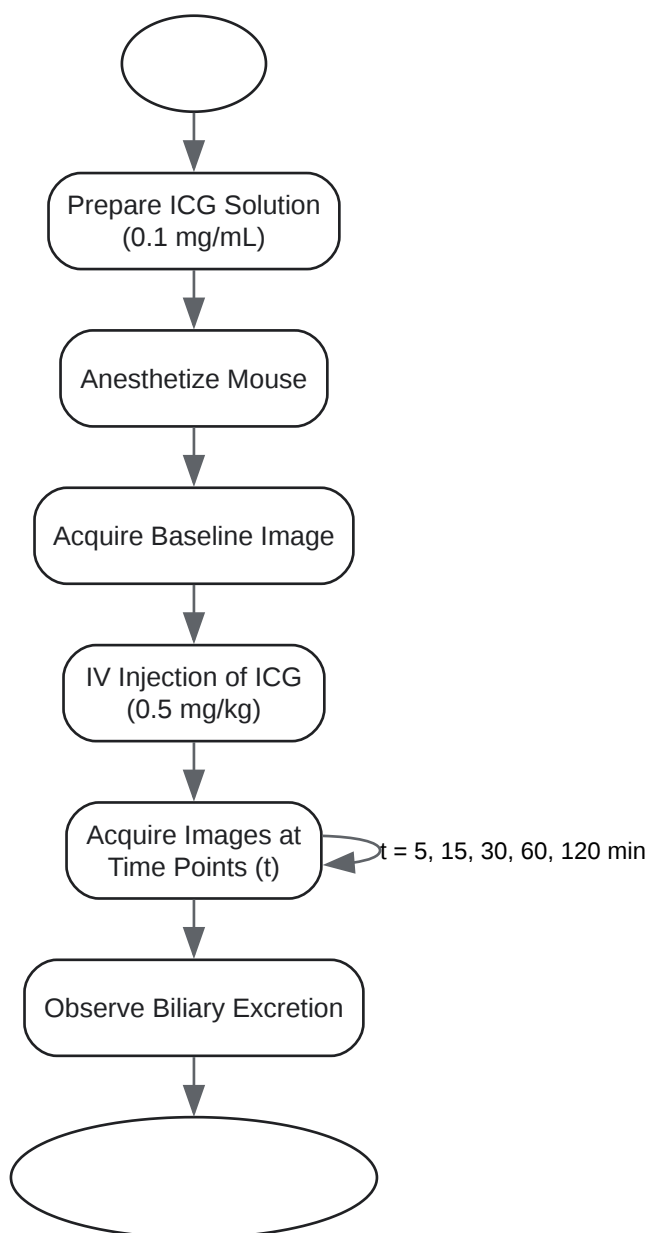 Prepare ICG Solution
(0.1 mg/mL)
Anesthetize Mouse
Acquire Baseline Image
IV Injection of ICG
(0.5 mg/kg)
Acquire Images at
Time Points (t)
t = 5, 15, 30, 60, 120 min
Observe Biliary Excretion